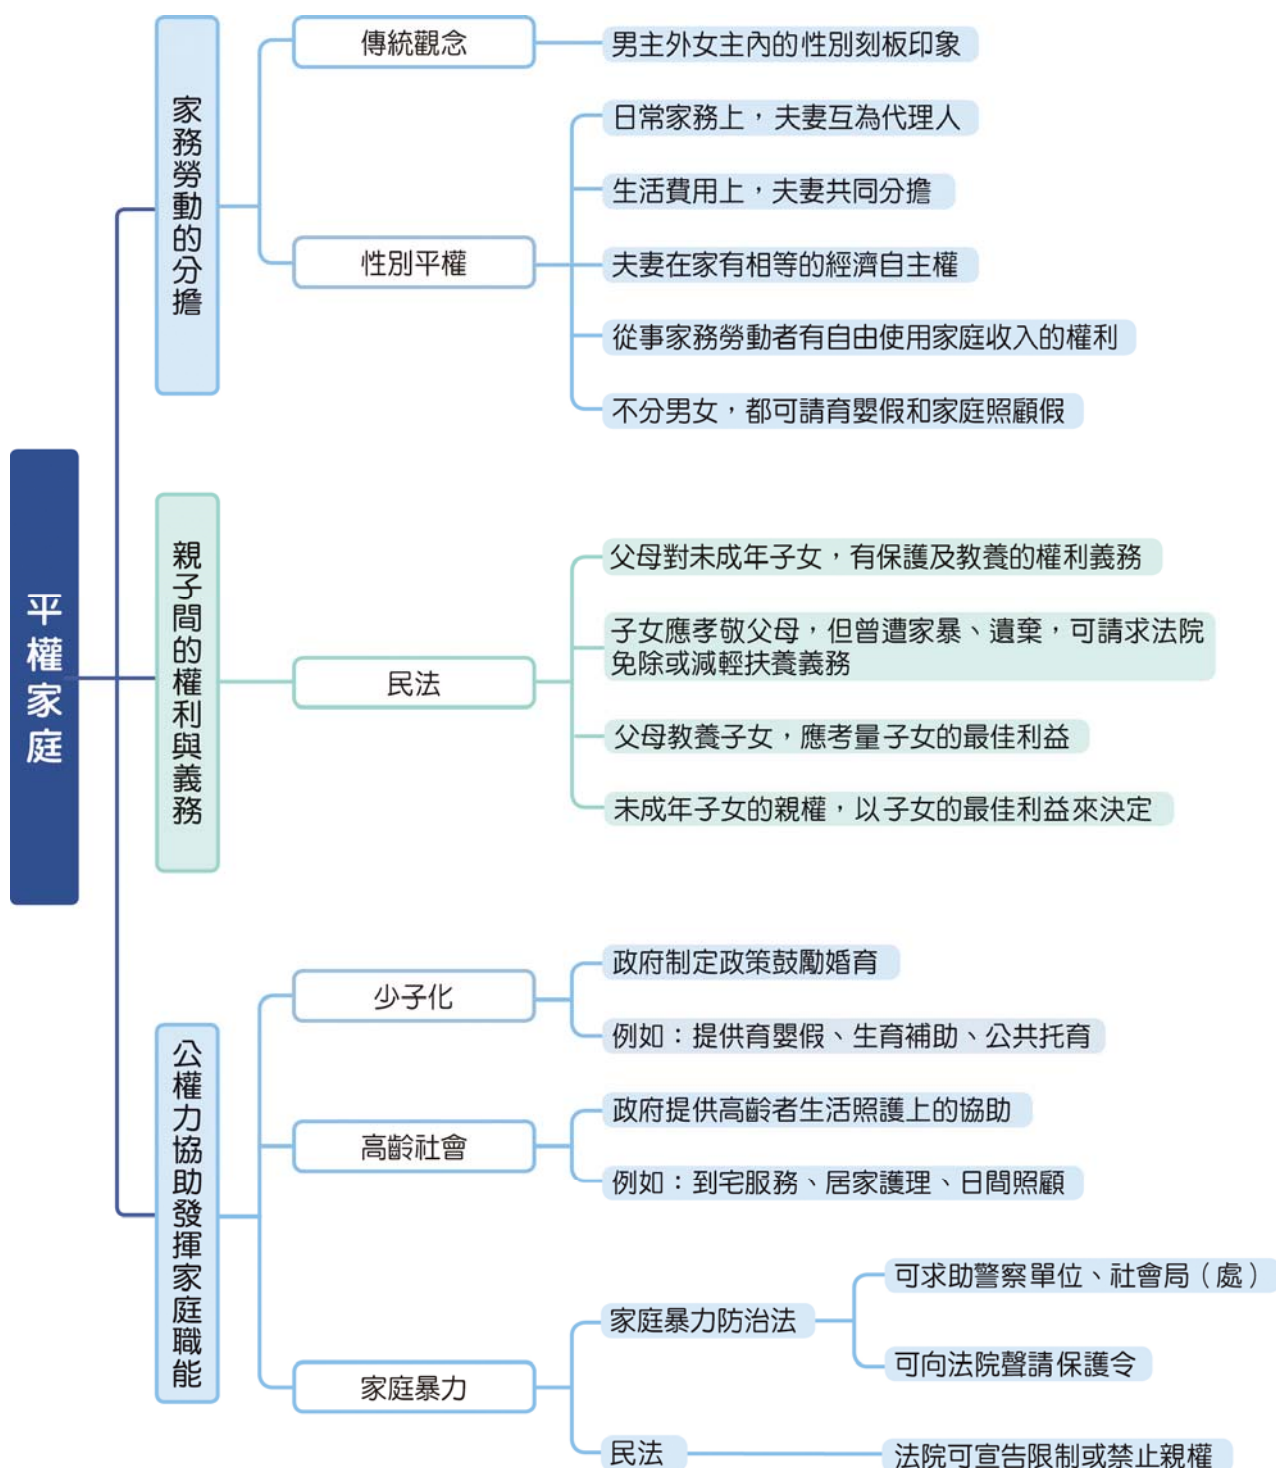 平權家庭
家務勞動的分擔
傳統觀念
男主外女主內的性別刻板印象
性別平權
日常家務上，夫妻互為代理人
生活費用上，夫妻共同分擔
夫妻在家有相等的經濟自主權
從事家務勞動者有自由使用家庭收入的權利
不分男女，都可請育嬰假和家庭照顧假
親子間的權利與義務
民法
父母對未成年子女，有保護及教養的權利義務
子女應孝敬父母，但曾遭家暴、遺棄，可請求法院
免除或減輕扶養義務
父母教養子女，應考量子女的最佳利益
未成年子女的親權，以子女的最佳利益來決定
公權力協助發揮家庭職能
少子化
政府制定政策鼓勵婚育
例如：提供育嬰假、生育補助、公共托育
高齡社會
政府提供高齡者生活照護上的協助
例如：到宅服務、居家護理、日間照顧
家庭暴力
家庭暴力防治法
可求助警察單位、社會局（處）
可向法院聲請保護令
民法
法院可宣告限制或禁止親權